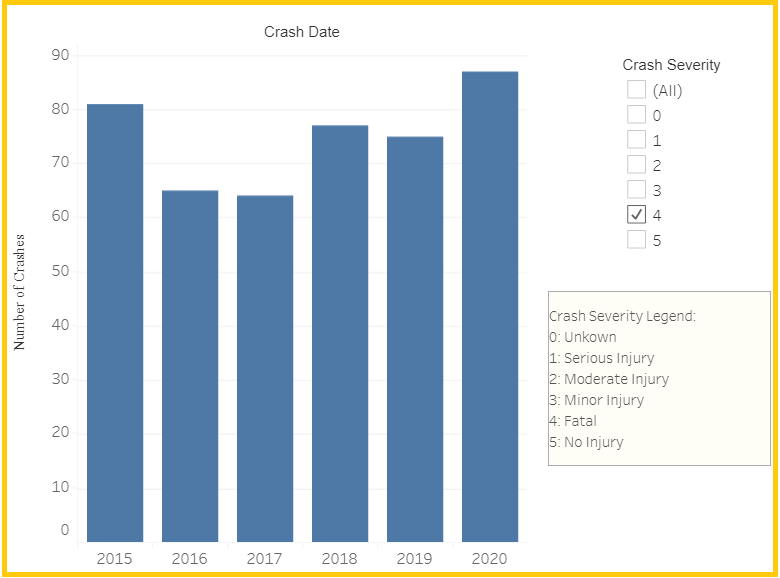 Crash Date
Number of Crashes
90
80
70
60
50
40
30
20
10
0
2015 2016 2017 2018 2019 2020
Crash Severity
(All)
0
1
2
3
4
5
Crash Severity Legend:
0: Unkown
1: Serious Injury
2: Moderate Injury
3: Minor Injury
4: Fatal
5: No Injury